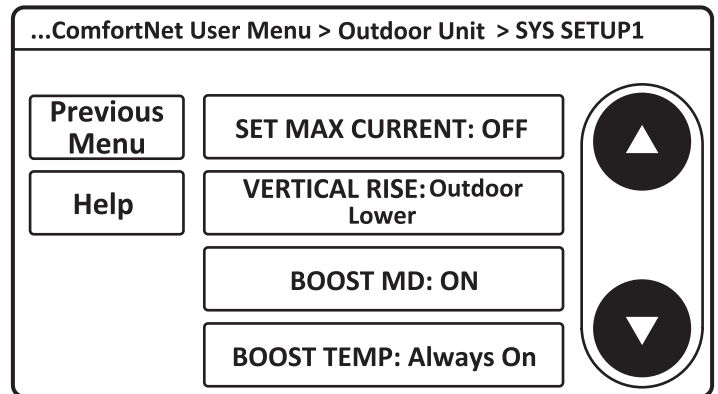 ...ComfortNet User Menu > Outdoor Unit > SYS SETUP1
Previous
Menu
SET MAX CURRENT: OFF
Help
VERTICAL RISE: Outdoor
Lower
BOOST MD: ON
BOOST TEMP: Always On